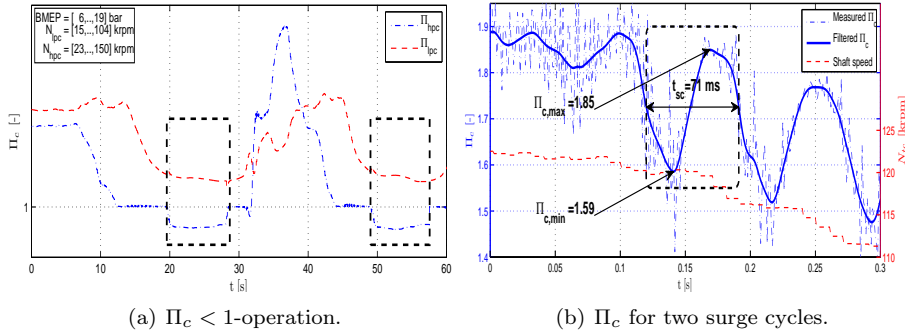 BMEP = [ 6,..,19] bar
N_lpc = [15,..,104] krpm
N_hpc = [23,..,150] krpm
Π_hpc
Π_lpc
Π_c [-]
1
0 10 20 30 40 50 60
t [s]
(a) Π_c < 1-operation.
1.9
1.8
1.7
1.6
1.5
1.4
Π_c [-]
Measured Π
Filtered Π_c
Shaft speed
t_sc=71 ms
Π_c,max=1.85
Π_c,min=1.59
125
120
115
110
[krpm]
0 0.05 0.1 0.15 0.2 0.25 0.3
t [s]
(b) Π_c for two surge cycles.